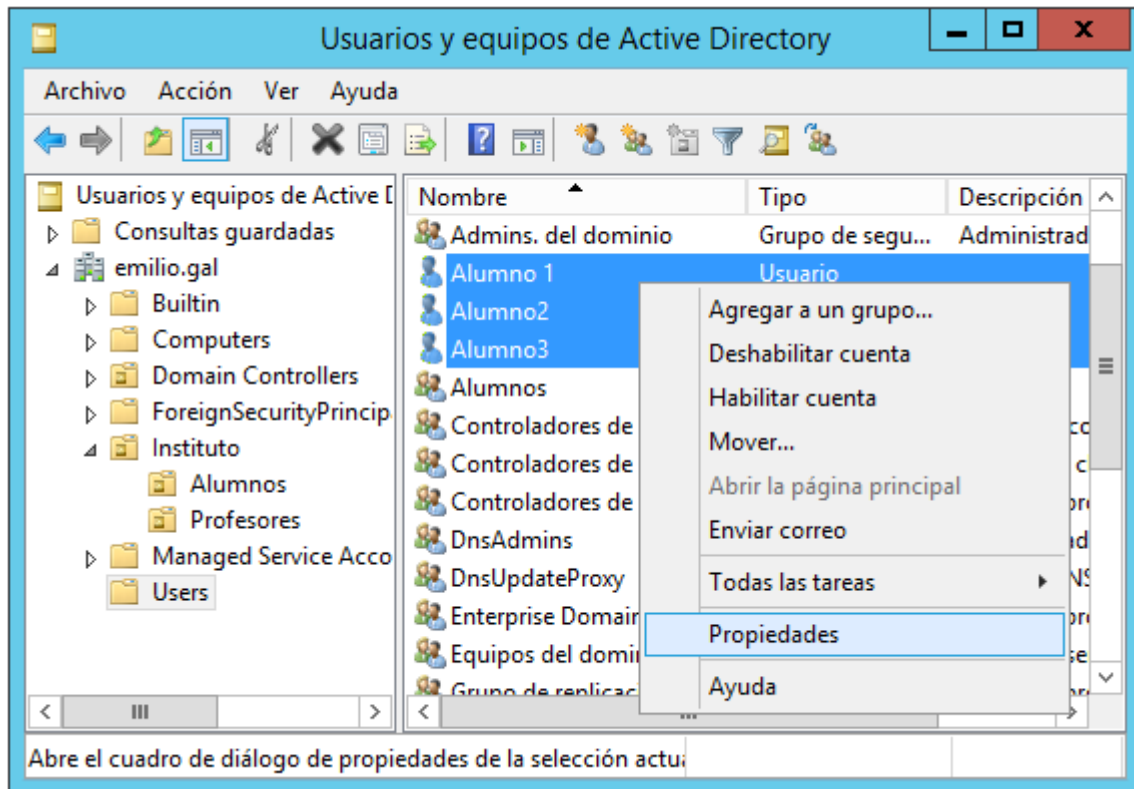 Usuarios y equipos de Active Directory
Archivo Acción Ver Ayuda
Usuarios y equipos de Active
Consultas guardadas
emilio.gal
Builtin
Computers
Domain Controllers
ForeignSecurityPrincip
Instituto
Alumnos
Profesores
Managed Service Acco
Users
Nombre Tipo Descripción
Admins. del dominio Grupo de segu... Administrad
Alumno 1 Usuario
Alumno2
Alumno3
Alumnos
Controladores de
Controladores de
Controladores de
DnsAdmins
DnsUpdateProxy
Enterprise Domain
Equipos del domi
Grupo de replicac
Agregar a un grupo...
Deshabilitar cuenta
Habilitar cuenta
Mover...
Abrir la página principal
Enviar correo
Todas las tareas
Propiedades
Ayuda
Abre el cuadro de diálogo de propiedades de la selección actu